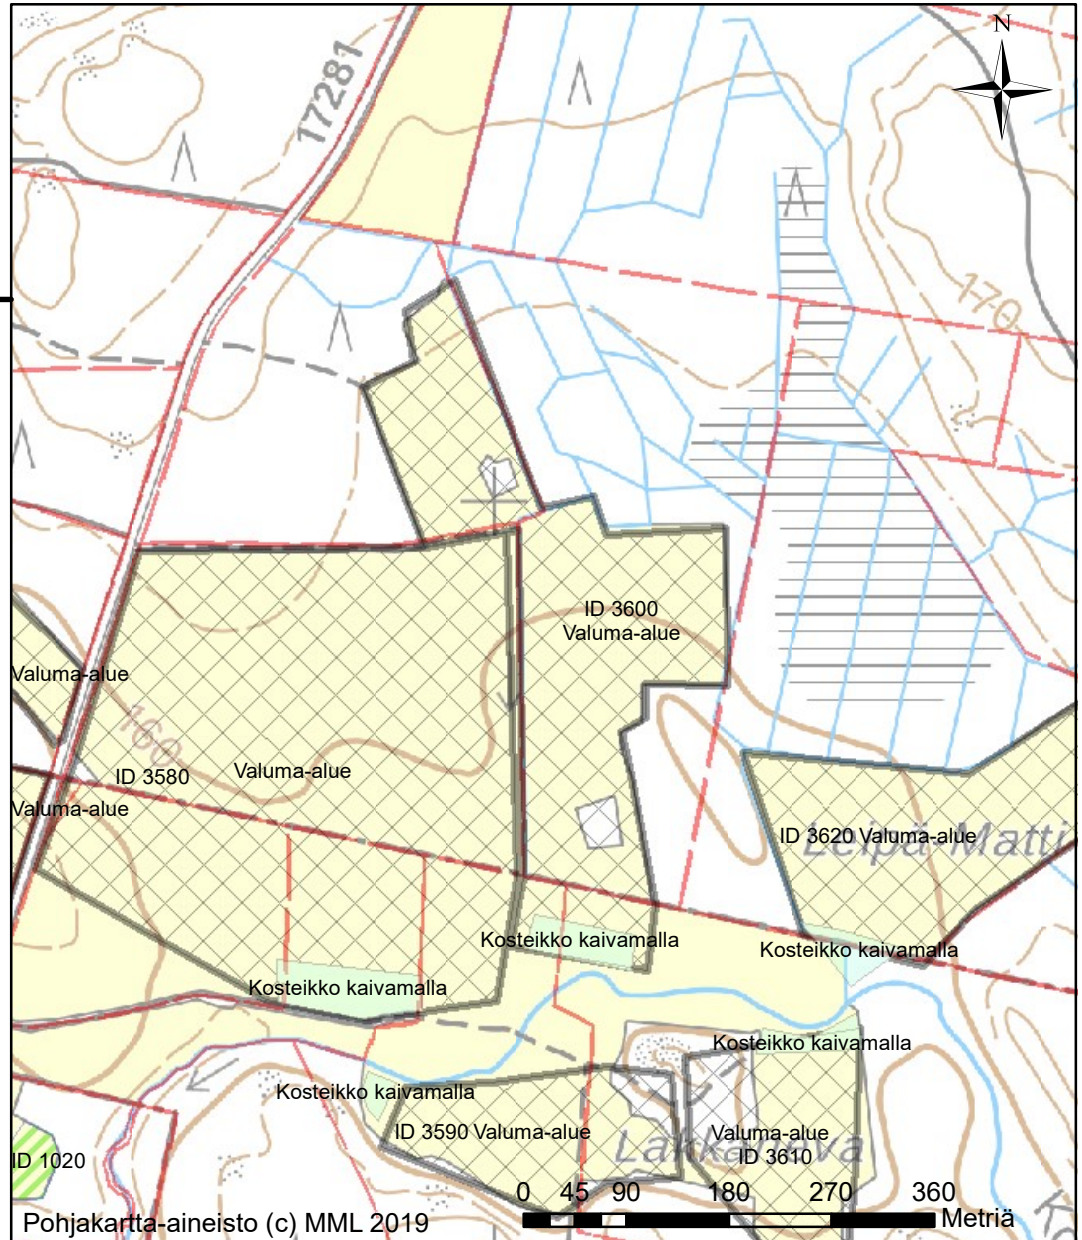 N
17281
170
ID 3600
Valuma-alue
Valuma-alue
160
ID 3580
Valuma-alue
Valuma-alue
ID 3620 Valuma-alue
Leipä-Matti
Kosteikko kaivamalla
Kosteikko kaivamalla
Kosteikko kaivamalla
Kosteikko kaivamalla
Kosteikko kaivamalla
ID 3590 Valuma-alue
Valuma-alue
Lakkaneva
ID 3610
ID 1020
0 45 90 180 270 360
Metriä
Pohjakartta-aineisto (c) MML 2019